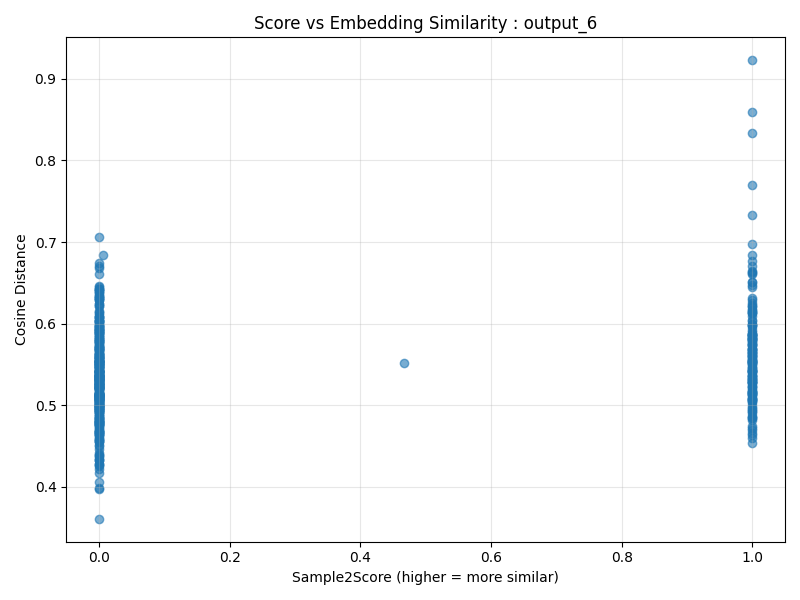 Score vs Embedding Similarity : output_6
Cosine Distance
0.9
0.8
0.7
0.6
0.5
0.4
0.0 0.2 0.4 0.6 0.8 1.0
Sample2Score (higher = more similar)